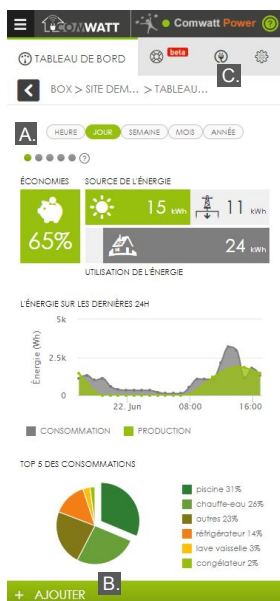 ecomwatt
Comwatt Power ?
TABLEAU DE BORD
beta
C.
BOX > SITE DEM... > TABLEAU...
A.
HEURE JOUR SEMAINE MOIS ANNÉE
?
ÉCONOMIES SOURCE DE L'ÉNERGIE
15 kWh 11 kWh
65%
24 kWh
UTILISATION DE L'ÉNERGIE
L'ÉNERGIE SUR LES DERNIÈRES 24H
Énergie (Wh)
5k
2.5k
0
22. Jun 08:00 16:00
CONSOMMATION PRODUCTION
TOP 5 DES CONSOMMATIONS
piscine 31%
chauffe-eau 26%
autres 23%
réfrigérateur 14%
lave vaisselle 3%
congélateur 2%
B.
+ AJOUTER